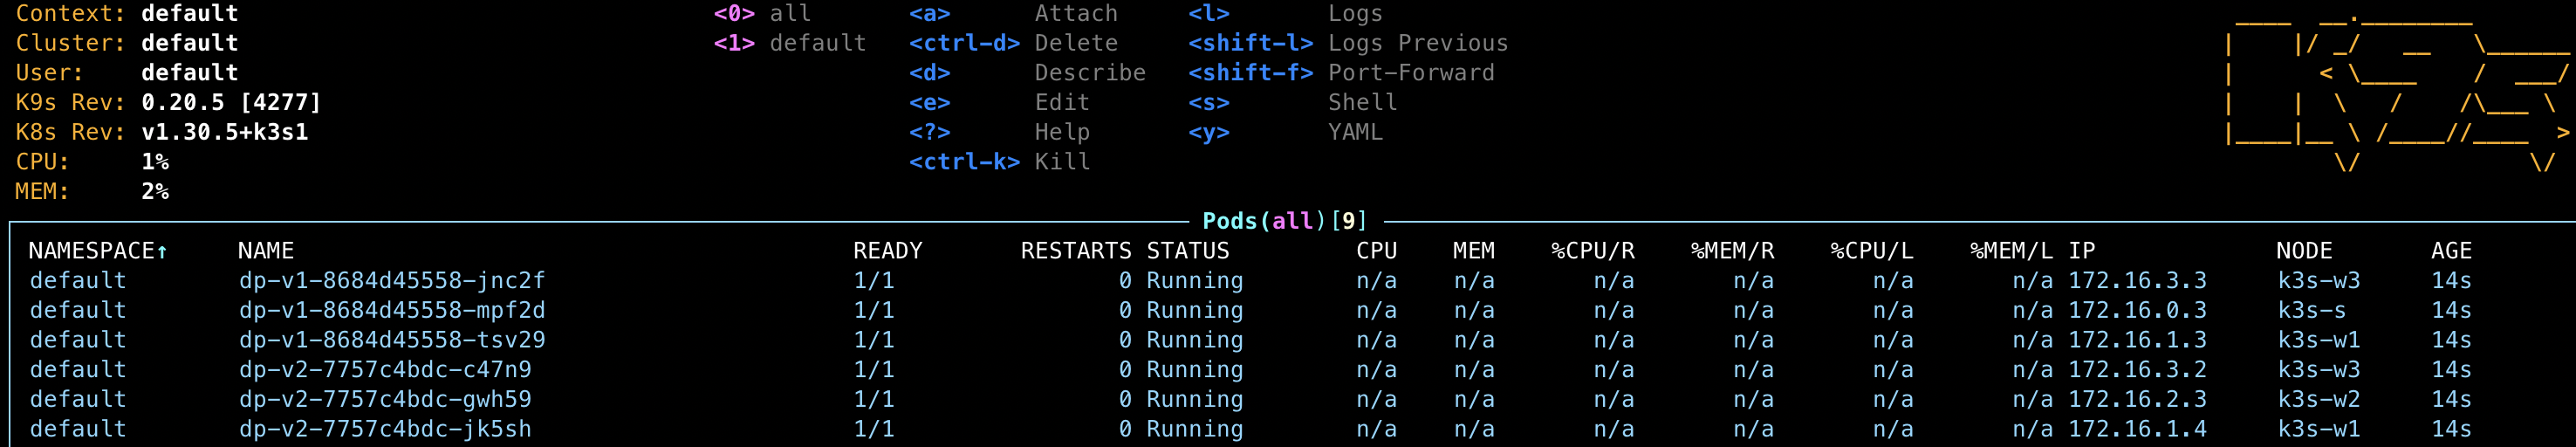 Context: default <0> all <a> Attach <l> Logs
Cluster: default <1> default <ctrl-d> Delete <shift-l> Logs Previous
User: default <d> Describe <shift-f> Port-Forward
K9s Rev: 0.20.5 [4277] <e> Edit <s> Shell
K8s Rev: v1.30.5+k3s1 <?> Help <y> YAML
CPU: 1% <ctrl-k> Kill
MEM: 2%
Pods(all)[9]
NAMESPACE↑ NAME READY RESTARTS STATUS CPU MEM %CPU/R %MEM/R %CPU/L %MEM/L IP NODE AGE
default dp-v1-8684d45558-jnc2f 1/1 0 Running n/a n/a n/a n/a n/a n/a 172.16.3.3 k3s-w3 14s
default dp-v1-8684d45558-mpf2d 1/1 0 Running n/a n/a n/a n/a n/a n/a 172.16.0.3 k3s-s 14s
default dp-v1-8684d45558-tsv29 1/1 0 Running n/a n/a n/a n/a n/a n/a 172.16.1.3 k3s-w1 14s
default dp-v2-7757c4bdc-c47n9 1/1 0 Running n/a n/a n/a n/a n/a n/a 172.16.3.2 k3s-w3 14s
default dp-v2-7757c4bdc-gwh59 1/1 0 Running n/a n/a n/a n/a n/a n/a 172.16.2.3 k3s-w2 14s
default dp-v2-7757c4bdc-jk5sh 1/1 0 Running n/a n/a n/a n/a n/a n/a 172.16.1.4 k3s-w1 14s